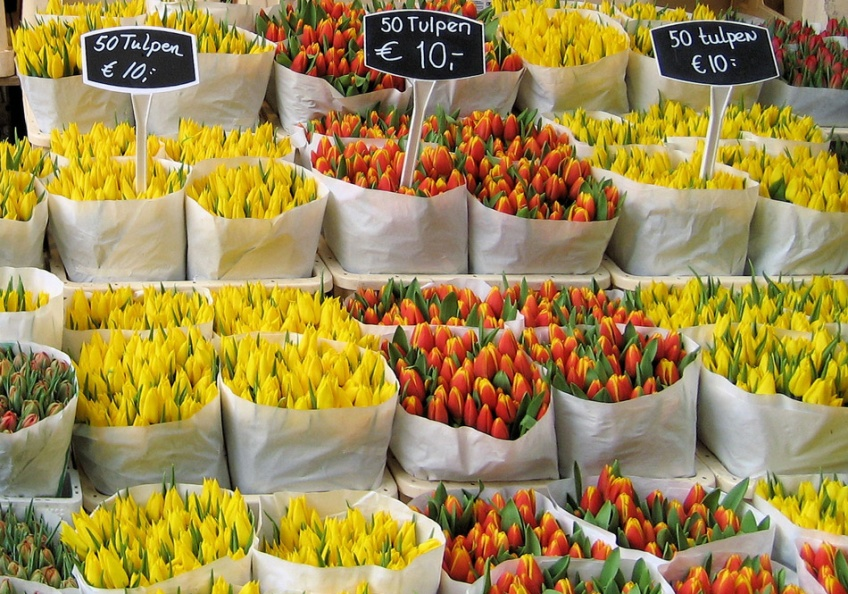 50 Tulpen
€ 10,-
50 Tulpen
€ 10,-
50 tulpen
€10,-